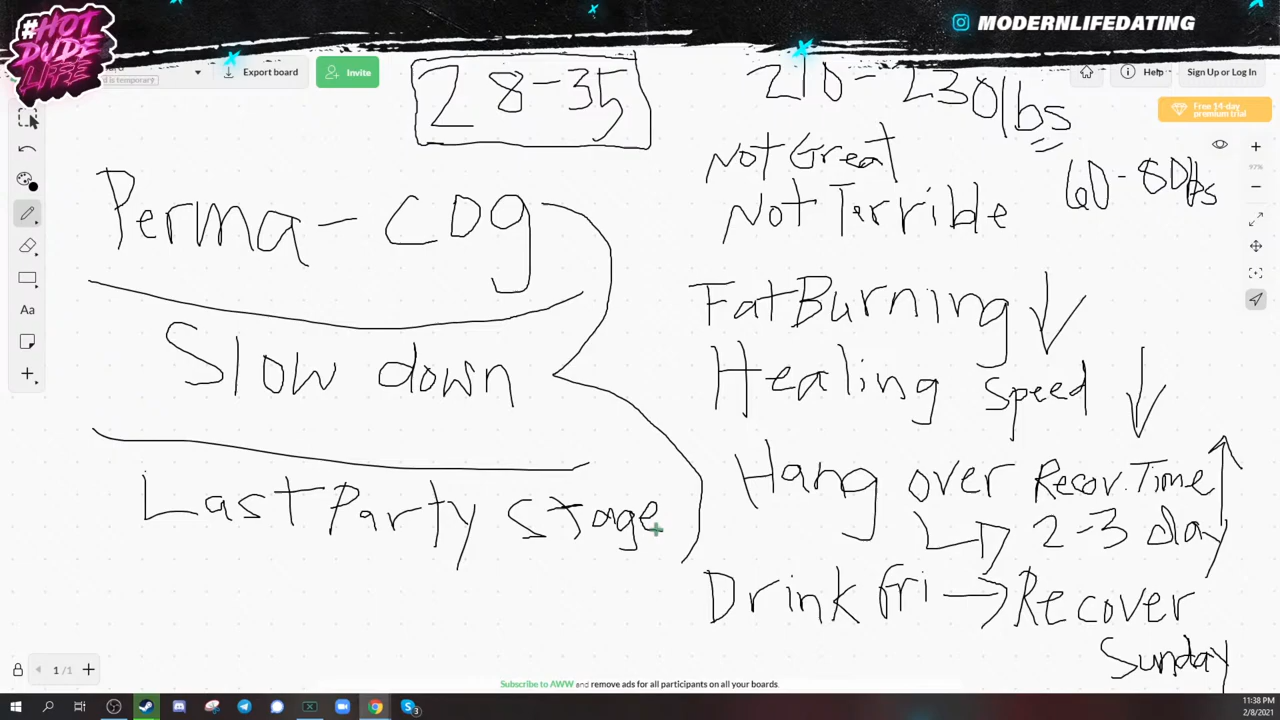 #HOT
DUDE
LIFE
MODERNLIFEDATING
Export board
Invite
Help
Sign Up or Log In
Free 14-day
premium trial
28-35
210-230lbs
Not Great
Not Terrible
60-80lbs
Perma-cog
Slow down
Last Party Stage
Fat Burning ↓
Healing Speed ↓
Hang over Recov. Time ↑
2-3 day
Drink Fri → Recover
Sunday
97%
Aa
1 / 1
Subscribe to AWW and remove ads for all participants on all your boards.
3
11:38 PM
2/8/2021